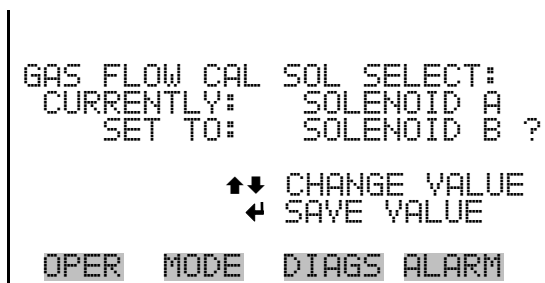 GAS FLOW CAL SOL SELECT:
CURRENTLY: SOLENOID A
SET TO: SOLENOID B ?
⬆⬇ CHANGE VALUE
↵ SAVE VALUE
OPER MODE DIAGS ALARM